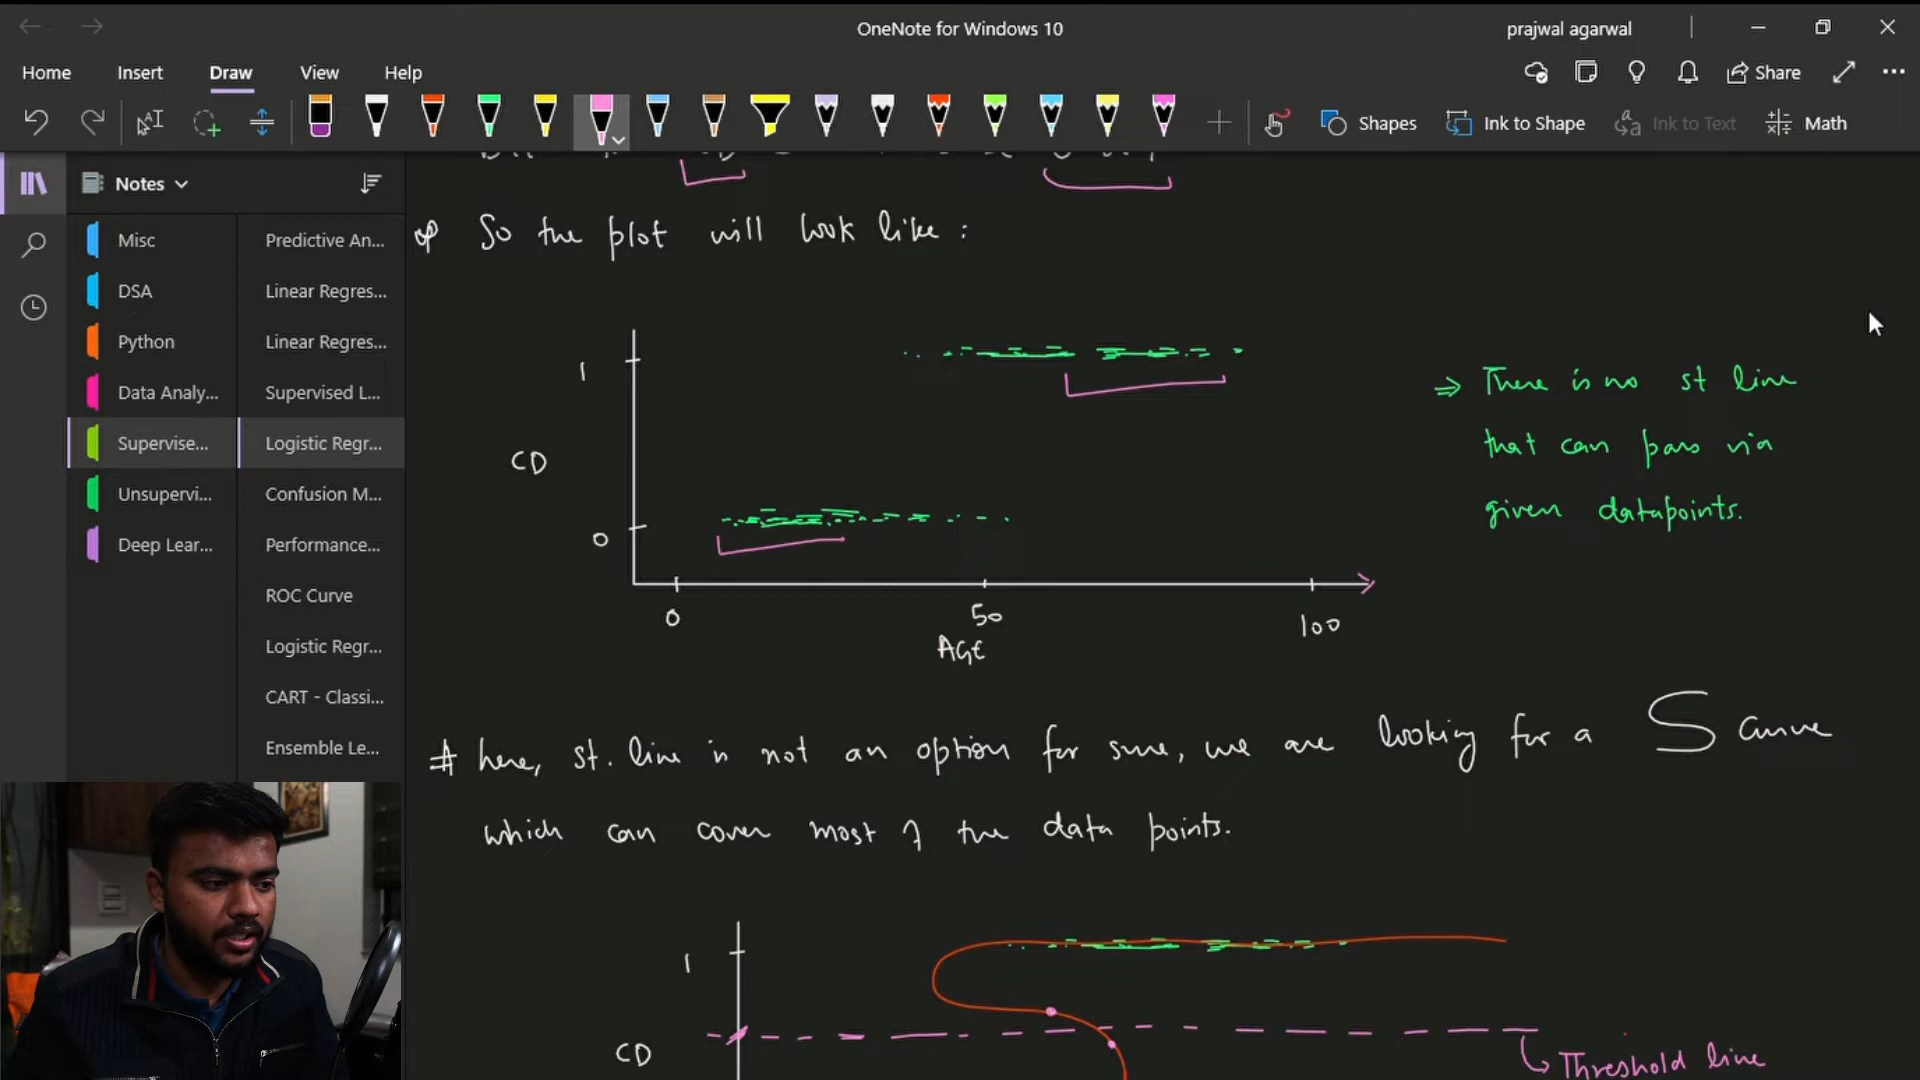 OneNote for Windows 10
prajwal agarwal
Home Insert Draw View Help
Share
Shapes Ink to Shape Ink to Text Math
Notes
Misc
DSA
Python
Data Analy...
Supervise...
Unsupervi...
Deep Lear...
Predictive An...
Linear Regres...
Linear Regres...
Supervised L...
Logistic Regr...
Confusion M...
Performance...
ROC Curve
Logistic Regr...
CART - Classi...
Ensemble Le...
So the plot will look like :
1
CD
0
0 50 100
AGE
⇒ There is no st line
that can pass via
given datapoints.
# here, st. line is not an option for sure, we are looking for a S curve
which can cover most of the data points.
1
CD
Threshold line